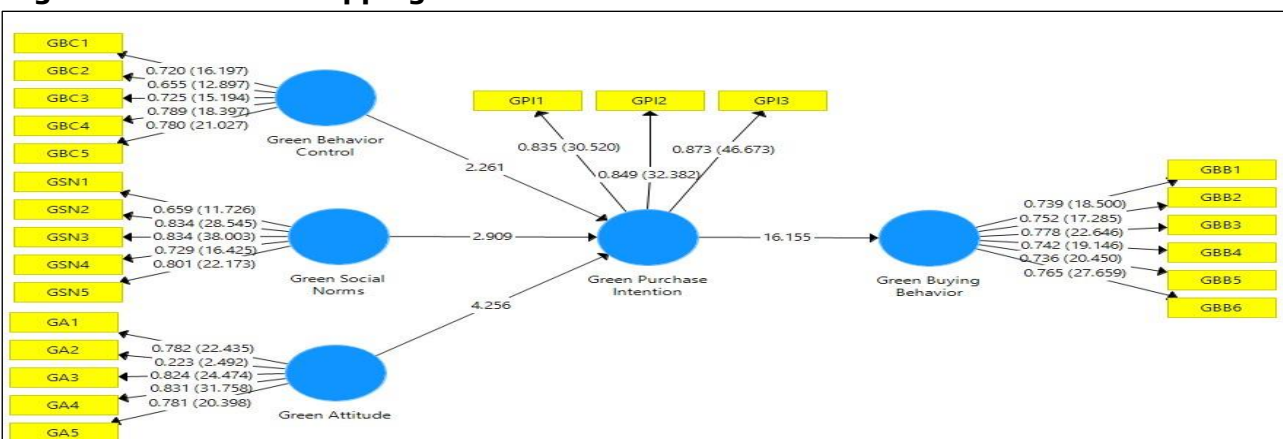 GBC1
GBC2
GBC3
GBC4
GBC5
0.720 (16.197)
0.655 (12.897)
0.725 (15.194)
0.789 (18.397)
0.780 (21.027)
Green Behavior
Control
GSN1
GSN2
GSN3
GSN4
GSN5
0.659 (11.726)
0.834 (28.545)
0.834 (38.003)
0.729 (16.425)
0.801 (22.173)
Green Social
Norms
GA1
GA2
GA3
GA4
GA5
0.782 (22.435)
0.223 (2.492)
0.824 (24.474)
0.831 (31.758)
0.781 (20.398)
Green Attitude
2.261
2.909
4.256
GPI1
GPI2
GPI3
0.835 (30.520)
0.849 (32.382)
0.873 (46.673)
Green Purchase
Intention
16.155
Green Buying
Behavior
0.739 (18.500)
0.752 (17.285)
0.778 (22.646)
0.742 (19.146)
0.736 (20.450)
0.765 (27.659)
GBB1
GBB2
GBB3
GBB4
GBB5
GBB6